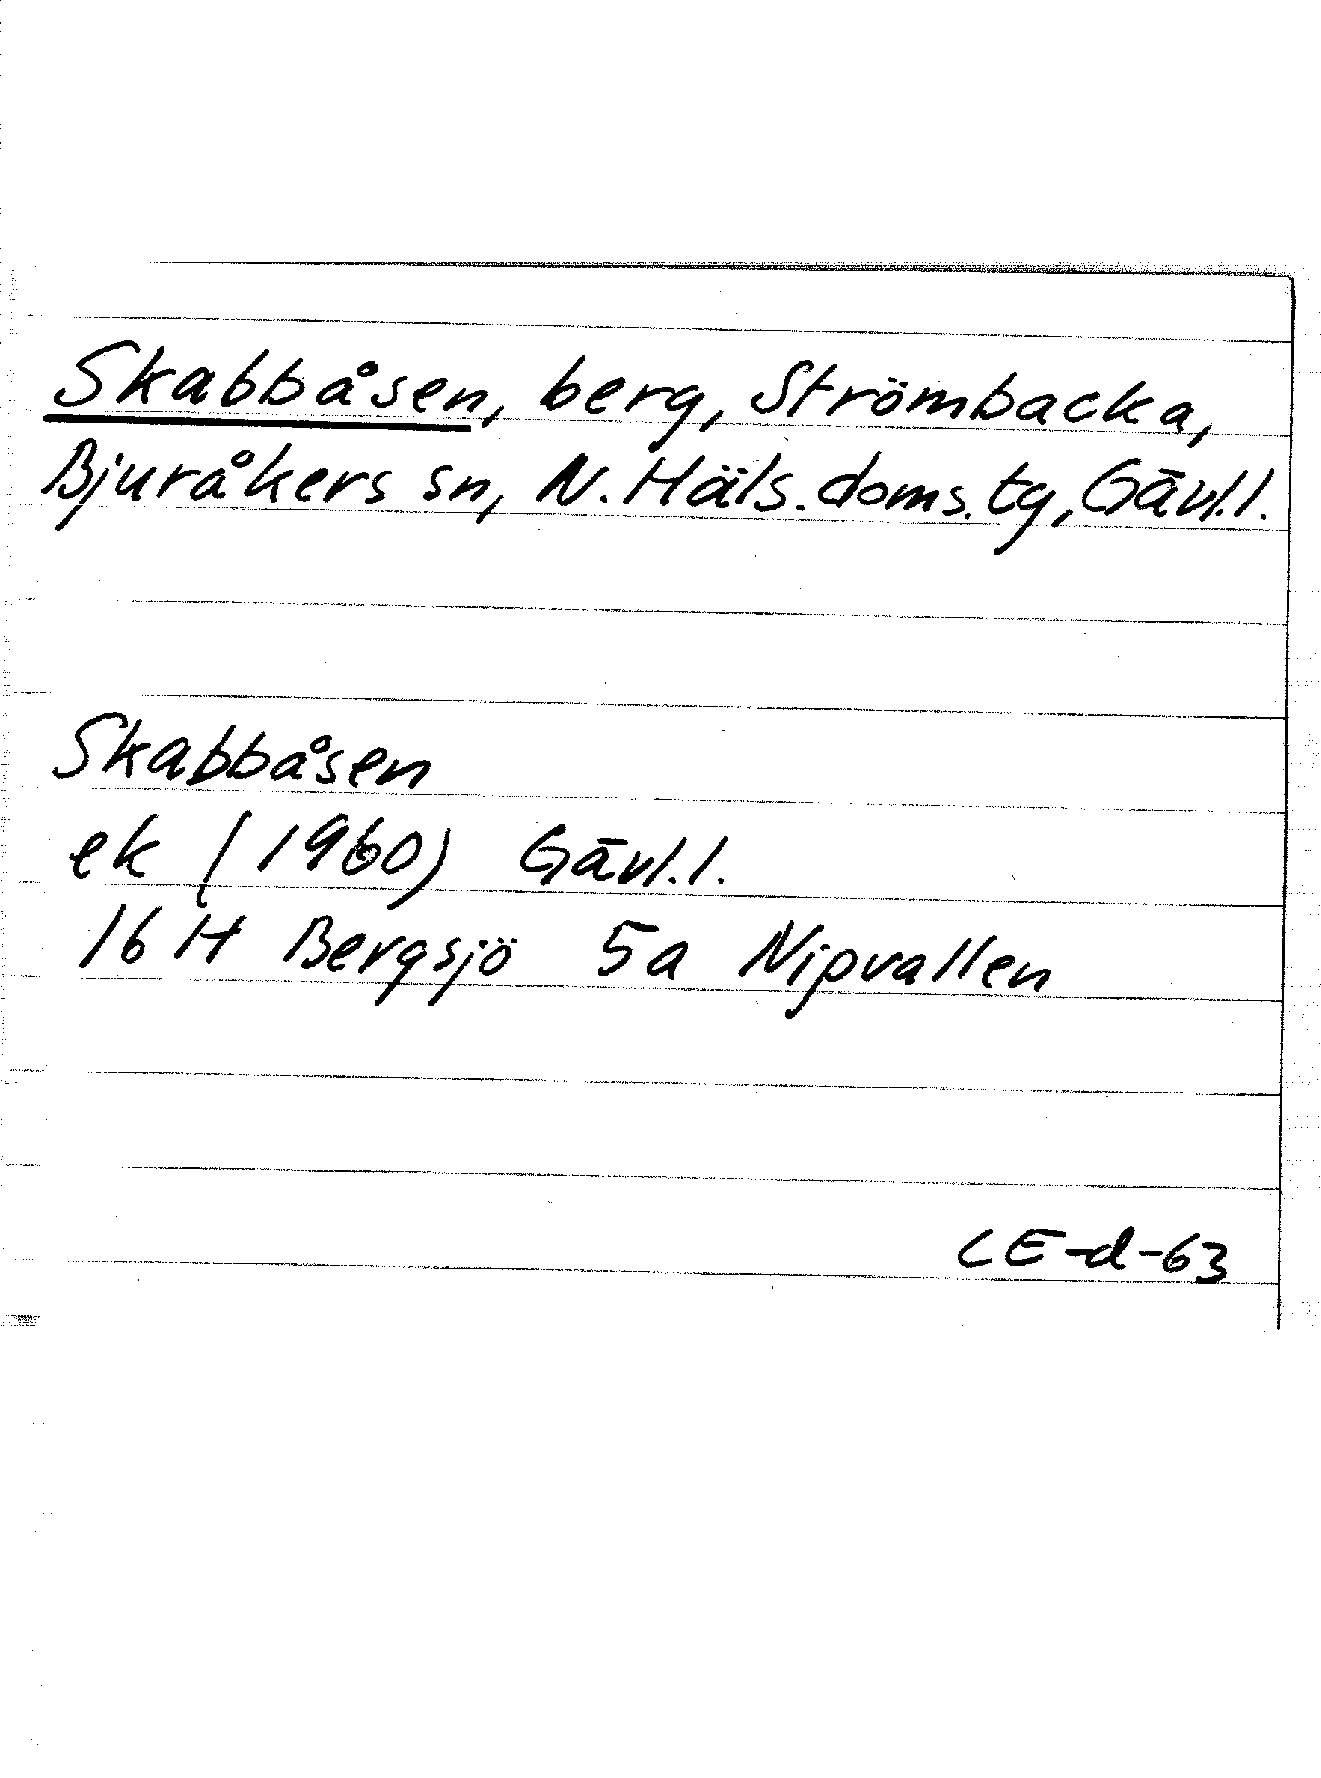 Skabbåsen, berg, Strömbacka,
Bjuråkers sn, N. Häls. doms. tg, Gävl.l.
Skabbåsen
ek (1960) Gävl.l.
16 H Bergsjö 5a Nipvallen
CE-d-63